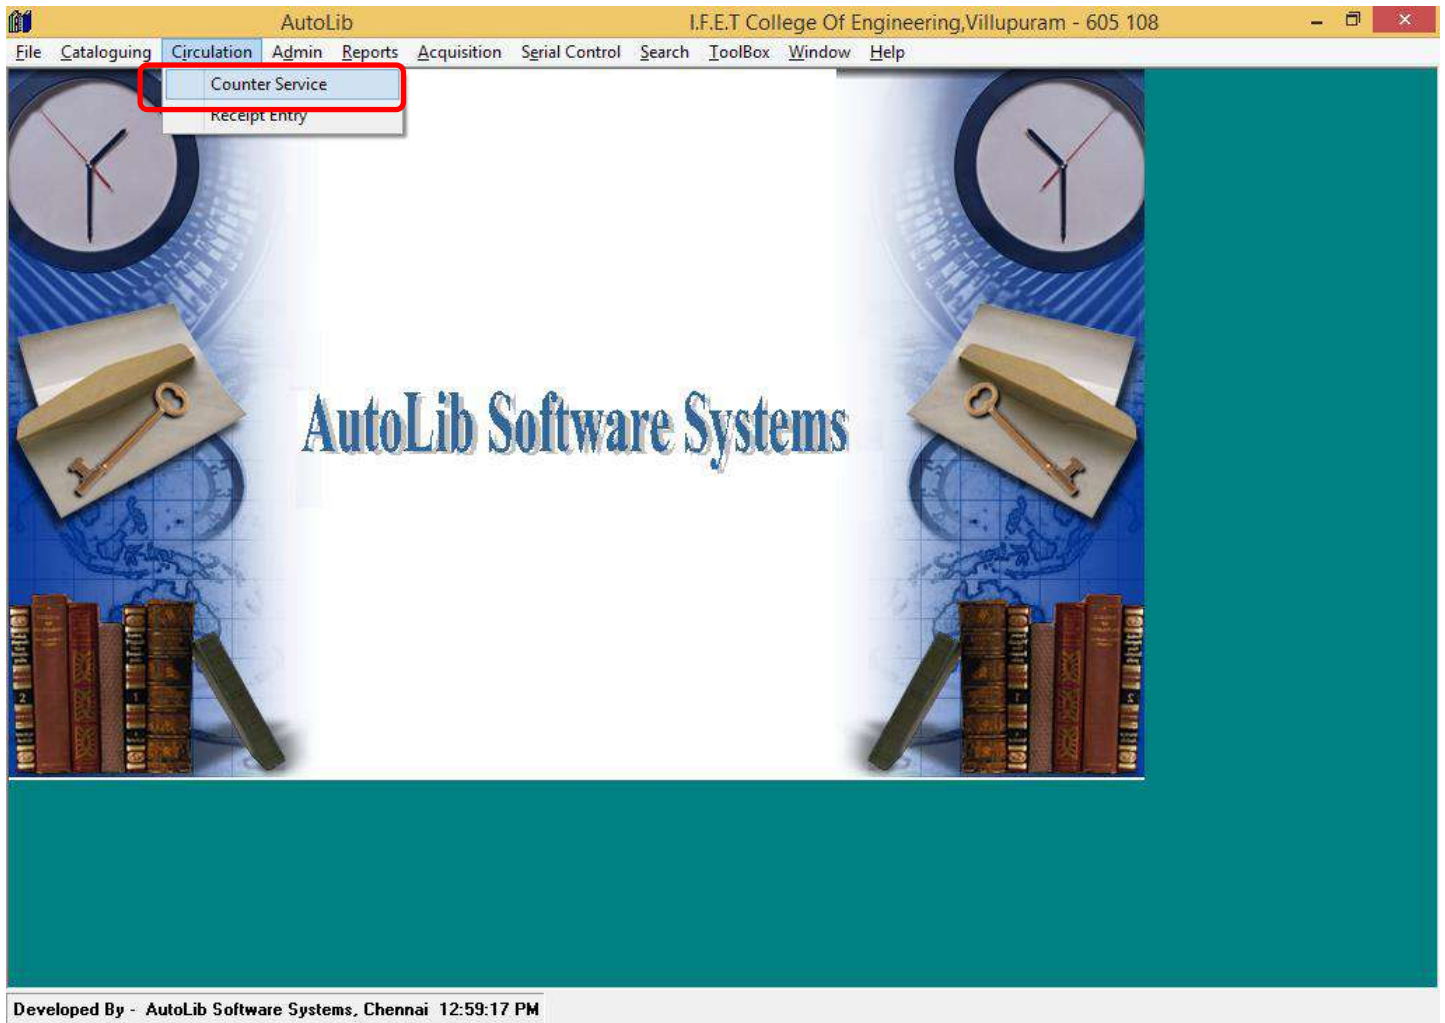 AutoLib I.F.E.T College Of Engineering,Villupuram - 605 108
File Cataloguing Circulation Admin Reports Acquisition Serial Control Search ToolBox Window Help
Counter Service
Receipt Entry
AutoLib Software Systems
Developed By - AutoLib Software Systems, Chennai 12:59:17 PM